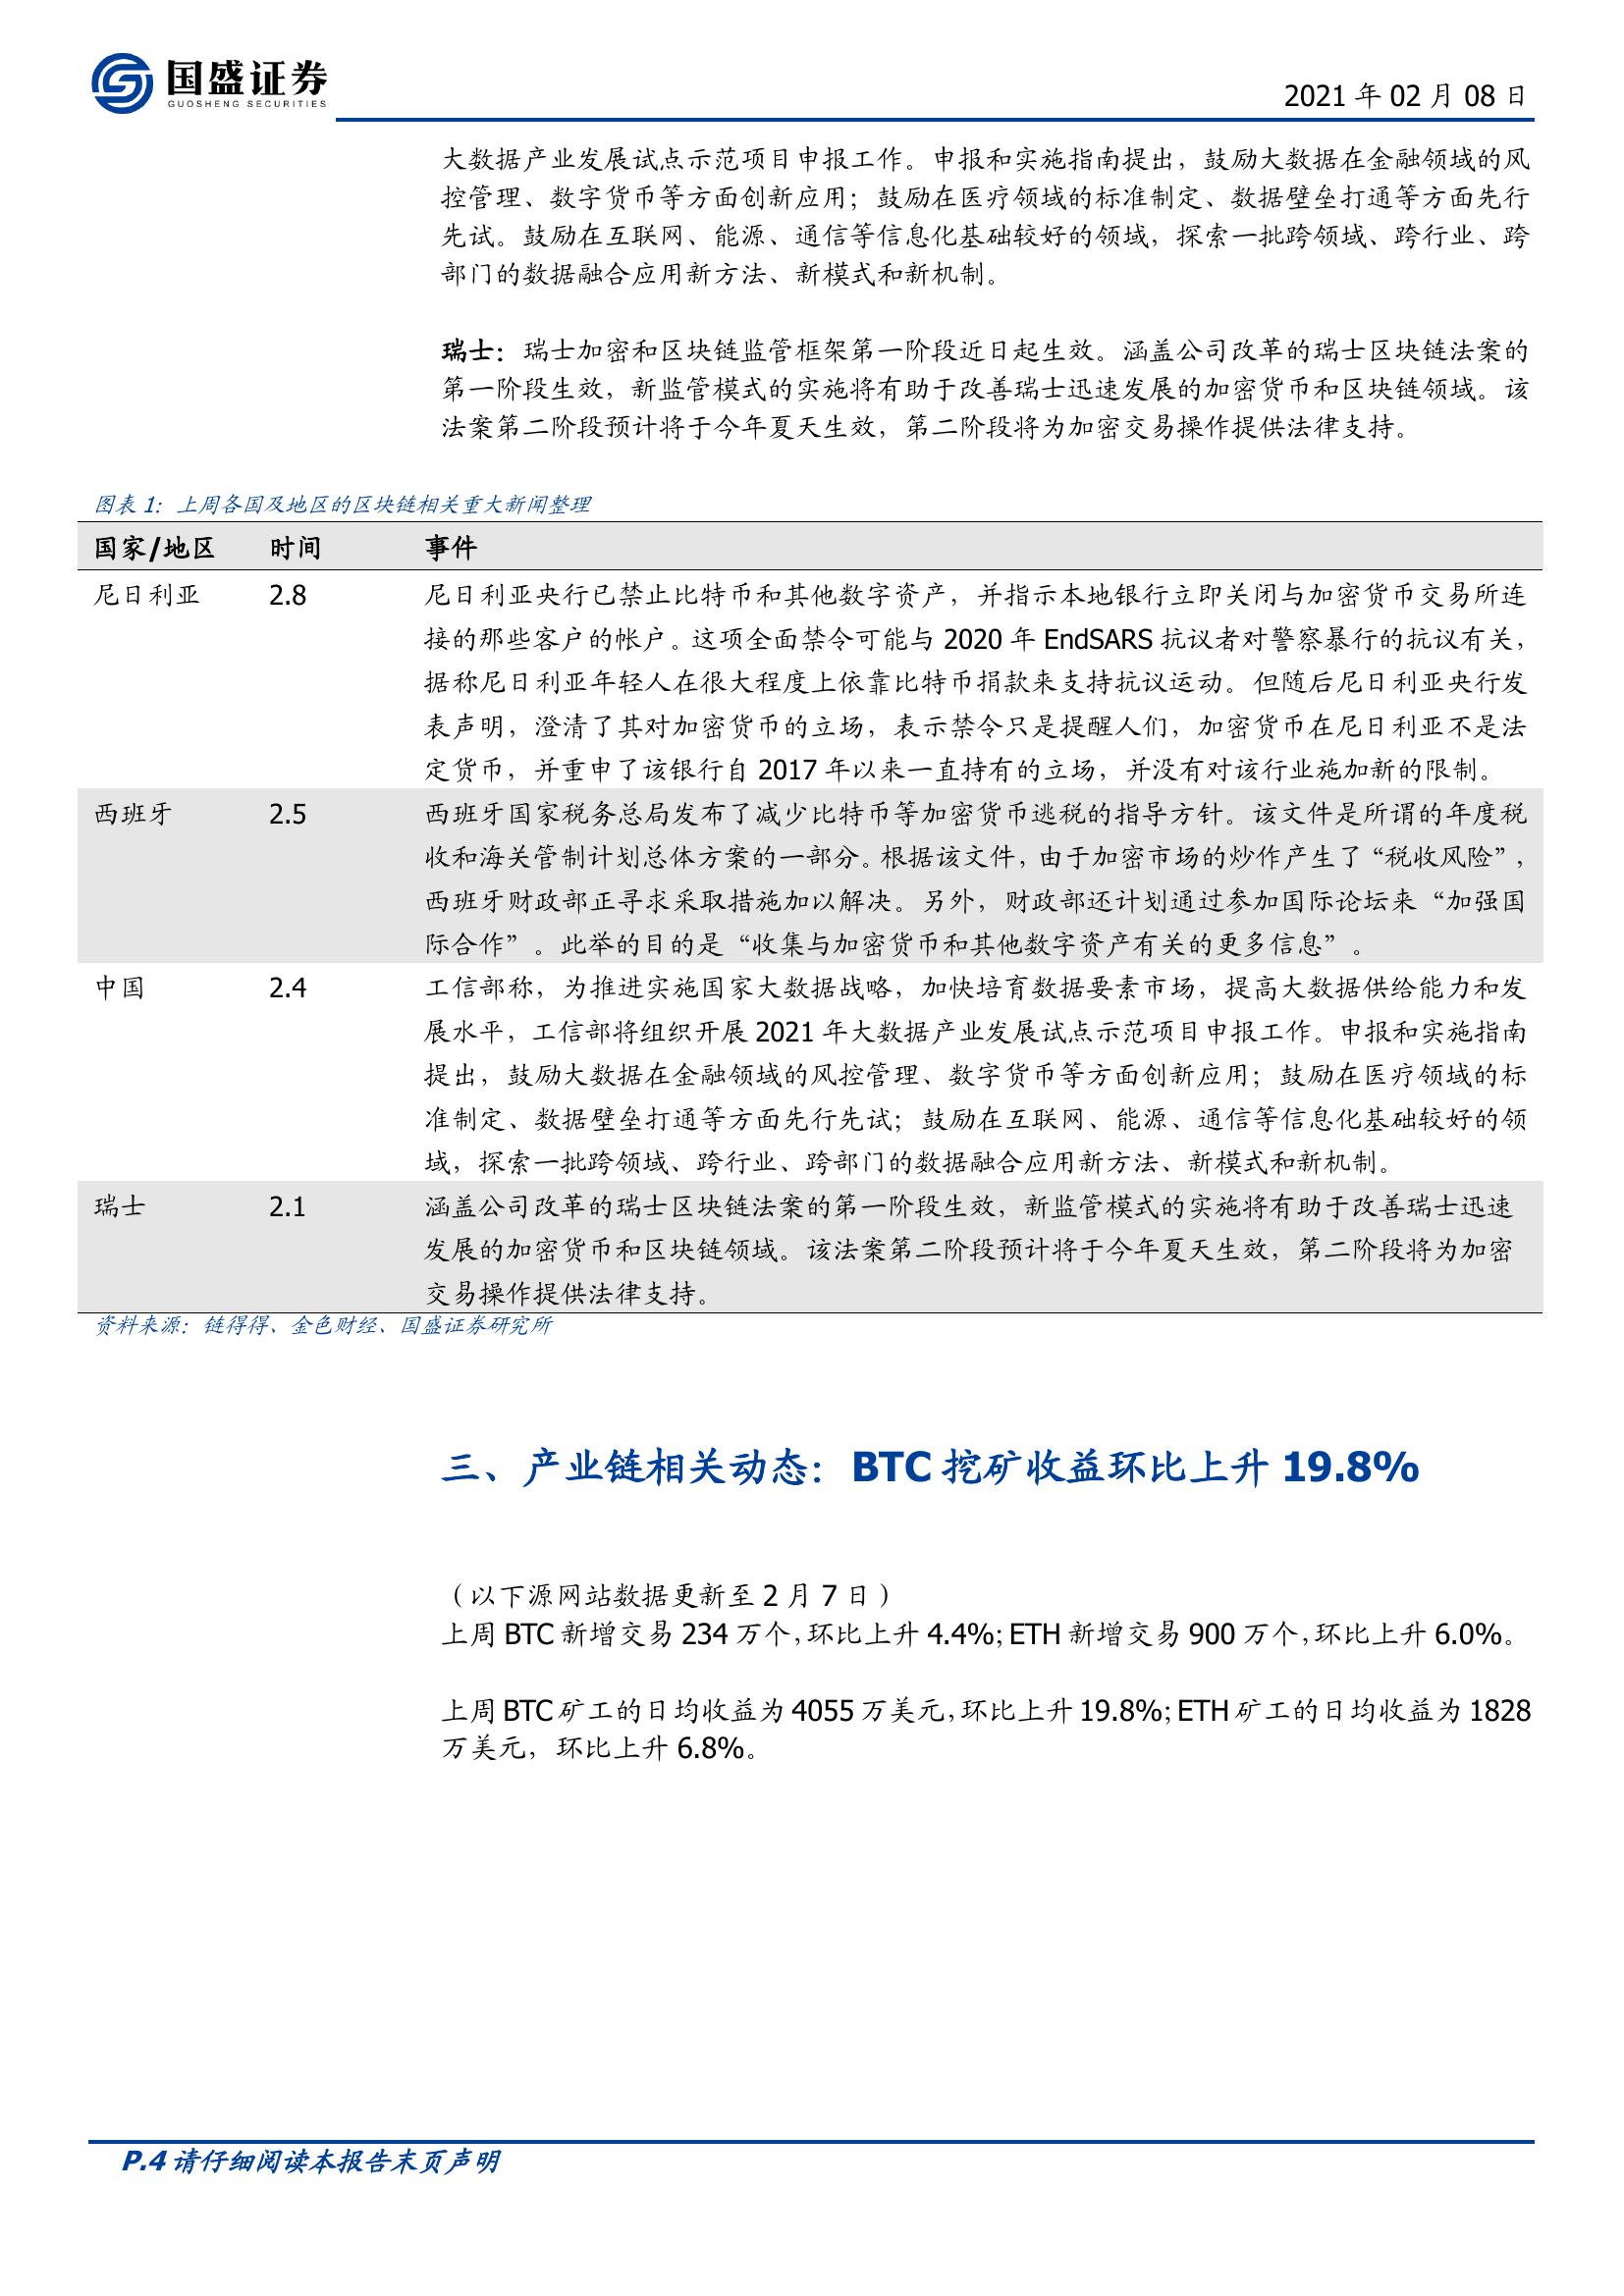 国盛证券
GUOSHENG SECURITIES
2021 年 02 月 08 日
大数据产业发展试点示范项目申报工作。申报和实施指南提出，鼓励大数据在金融领域的风
控管理、数字货币等方面创新应用；鼓励在医疗领域的标准制定、数据壁垒打通等方面先行
先试。鼓励在互联网、能源、通信等信息化基础较好的领域，探索一批跨领域、跨行业、跨
部门的数据融合应用新方法、新模式和新机制。
瑞士：瑞士加密和区块链监管框架第一阶段近日起生效。涵盖公司改革的瑞士区块链法案的
第一阶段生效，新监管模式的实施将有助于改善瑞士迅速发展的加密货币和区块链领域。该
法案第二阶段预计将于今年夏天生效，第二阶段将为加密交易操作提供法律支持。
图表 1：上周各国及地区的区块链相关重大新闻整理
国家/地区 时间 事件
尼日利亚 2.8 尼日利亚央行已禁止比特币和其他数字资产，并指示本地银行立即关闭与加密货币交易所连
接的那些客户的帐户。这项全面禁令可能与 2020 年 EndSARS 抗议者对警察暴行的抗议有关，
据称尼日利亚年轻人在很大程度上依靠比特币捐款来支持抗议运动。但随后尼日利亚央行发
表声明，澄清了其对加密货币的立场，表示禁令只是提醒人们，加密货币在尼日利亚不是法
定货币，并重申了该银行自 2017 年以来一直持有的立场，并没有对该行业施加新的限制。
西班牙 2.5 西班牙国家税务总局发布了减少比特币等加密货币逃税的指导方针。该文件是所谓的年度税
收和海关管制计划总体方案的一部分。根据该文件，由于加密市场的炒作产生了“税收风险”，
西班牙财政部正寻求采取措施加以解决。另外，财政部还计划通过参加国际论坛来“加强国
际合作”。此举的目的是“收集与加密货币和其他数字资产有关的更多信息”。
中国 2.4 工信部称，为推进实施国家大数据战略，加快培育数据要素市场，提高大数据供给能力和发
展水平，工信部将组织开展 2021 年大数据产业发展试点示范项目申报工作。申报和实施指南
提出，鼓励大数据在金融领域的风控管理、数字货币等方面创新应用；鼓励在医疗领域的标
准制定、数据壁垒打通等方面先行先试；鼓励在互联网、能源、通信等信息化基础较好的领
域，探索一批跨领域、跨行业、跨部门的数据融合应用新方法、新模式和新机制。
瑞士 2.1 涵盖公司改革的瑞士区块链法案的第一阶段生效，新监管模式的实施将有助于改善瑞士迅速
发展的加密货币和区块链领域。该法案第二阶段预计将于今年夏天生效，第二阶段将为加密
交易操作提供法律支持。
资料来源：链得得、金色财经、国盛证券研究所
三、产业链相关动态：BTC 挖矿收益环比上升 19.8%
（以下源网站数据更新至 2 月 7 日）
上周 BTC 新增交易 234 万个，环比上升 4.4%；ETH 新增交易 900 万个，环比上升 6.0%。
上周 BTC 矿工的日均收益为 4055 万美元，环比上升 19.8%；ETH 矿工的日均收益为 1828
万美元，环比上升 6.8%。
P.4 请仔细阅读本报告末页声明